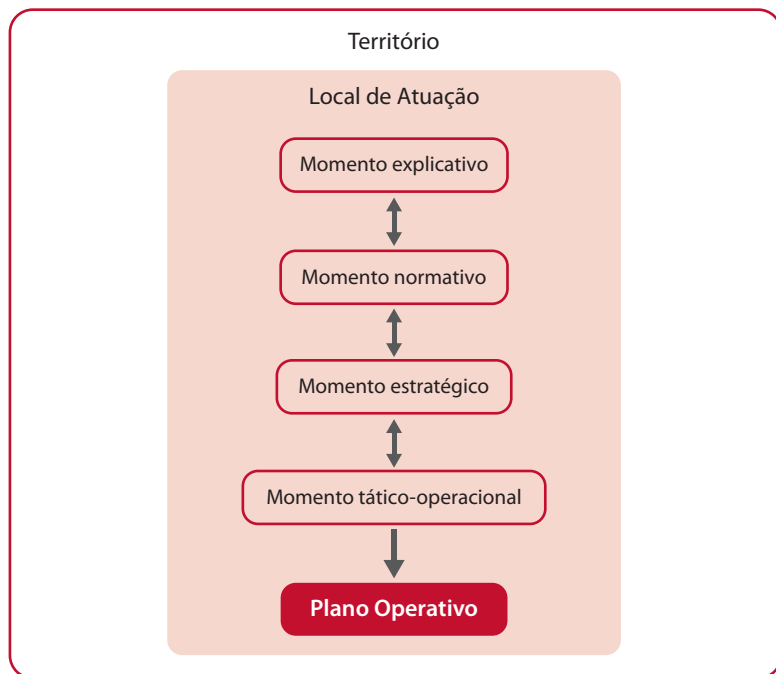 Território
Local de Atuação
Momento explicativo
Momento normativo
Momento estratégico
Momento tático-operacional
Plano Operativo